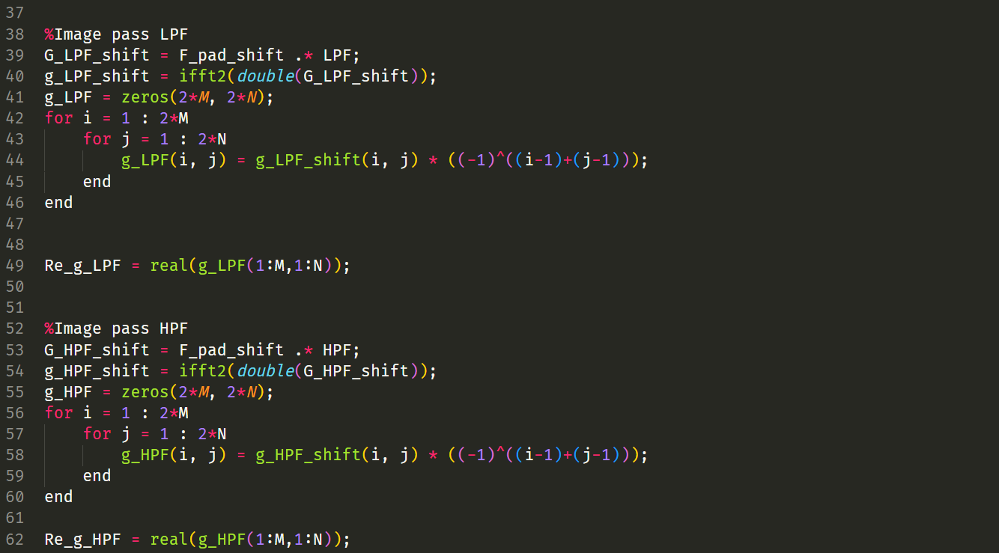 37
38 %Image pass LPF
39 G_LPF_shift = F_pad_shift .* LPF;
40 g_LPF_shift = ifft2(double(G_LPF_shift));
41 g_LPF = zeros(2*M, 2*N);
42 for i = 1 : 2*M
43     for j = 1 : 2*N
44         g_LPF(i, j) = g_LPF_shift(i, j) * ((-1)^((i-1)+(j-1)));
45     end
46 end
47
48
49 Re_g_LPF = real(g_LPF(1:M,1:N));
50
51
52 %Image pass HPF
53 G_HPF_shift = F_pad_shift .* HPF;
54 g_HPF_shift = ifft2(double(G_HPF_shift));
55 g_HPF = zeros(2*M, 2*N);
56 for i = 1 : 2*M
57     for j = 1 : 2*N
58         g_HPF(i, j) = g_HPF_shift(i, j) * ((-1)^((i-1)+(j-1)));
59     end
60 end
61
62 Re_g_HPF = real(g_HPF(1:M,1:N));